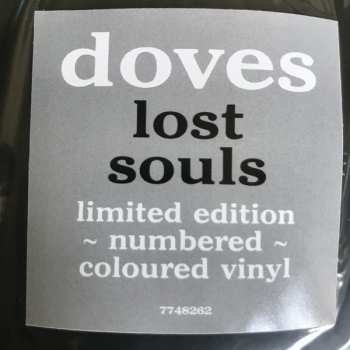 doves
lost
souls
limited edition
~ numbered ~
coloured vinyl
7748262